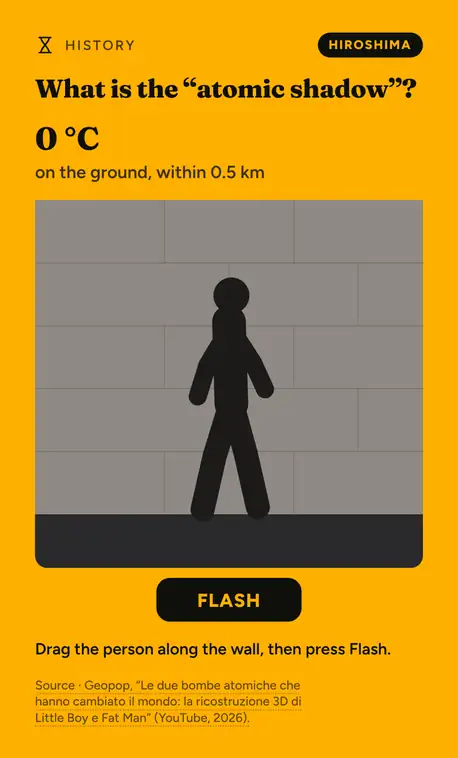 HISTORY
HIROSHIMA
What is the “atomic shadow”?
0 °C
on the ground, within 0.5 km
FLASH
Drag the person along the wall, then press Flash.
Source · Geopop, “Le due bombe atomiche che
hanno cambiato il mondo: la ricostruzione 3D di
Little Boy e Fat Man” (YouTube, 2026).